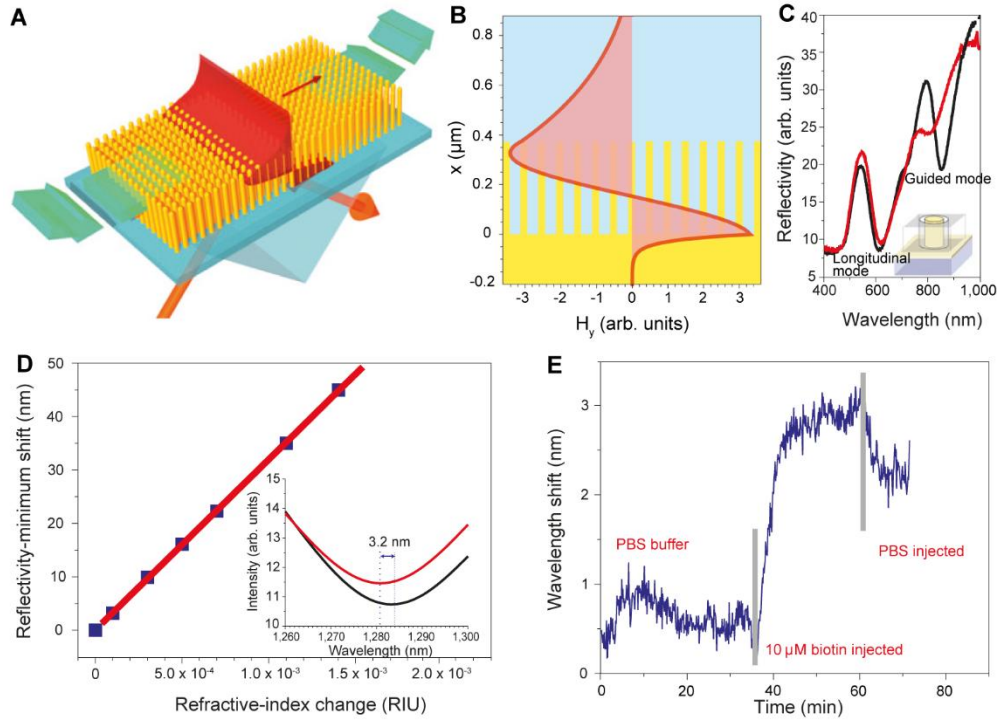 A
B
x (μm)
0.8
0.6
0.4
0.2
0
-0.2
-3 -2 -1 0 1 2 3
H_y (arb. units)
C
Reflectivity (arb. units)
40
35
30
25
20
15
10
5
Guided mode
Longitudinal
mode
400 600 800 1,000
Wavelength (nm)
D
Reflectivity-minimum shift (nm)
50
40
30
20
10
0
0 5.0 x 10⁻⁴ 1.0 x 10⁻³ 1.5 x 10⁻³ 2.0 x 10⁻³
Refractive-index change (RIU)
Intensity (arb. units)
15
14
13
12
11
10
3.2 nm
1,260 1,270 1,280 1,290 1,300
Wavelength (nm)
E
Wavelength shift (nm)
3
2
1
0
PBS buffer
PBS injected
10 μM biotin injected
0 20 40 60 80
Time (min)